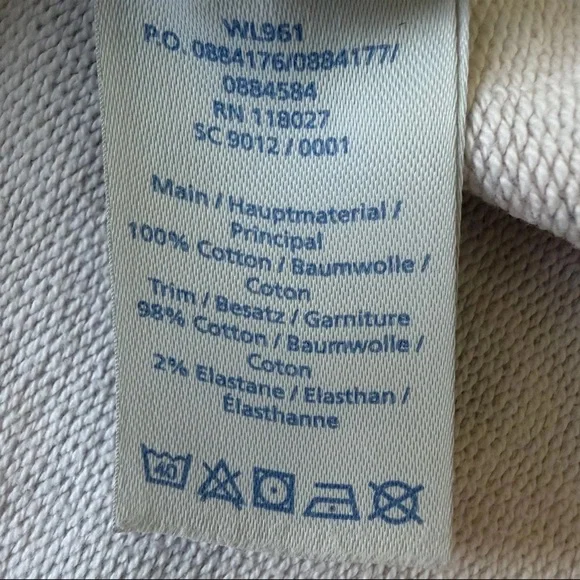 WL961
P.O. 0884176/0884177/
0884584
RN 118027
SC 9012 / 0001
Main / Hauptmaterial /
Principal
100% Cotton / Baumwolle /
Coton
Trim / Besatz / Garniture
98% Cotton / Baumwolle /
Coton
2% Elastane / Elasthan /
Élasthanne
40